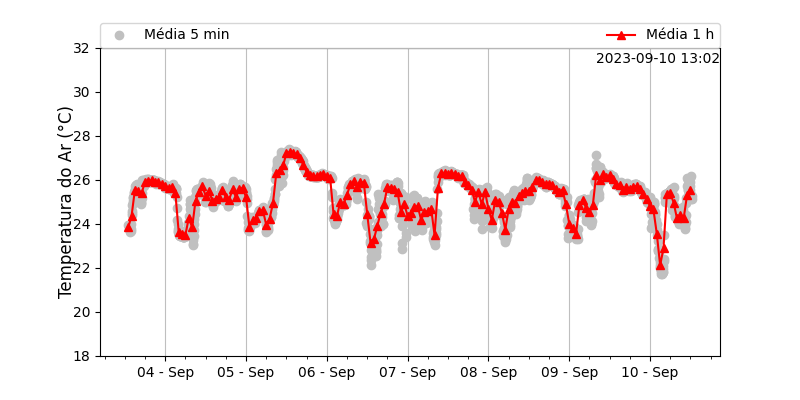 Média 5 min
Média 1 h
2023-09-10 13:02
Temperatura do Ar (°C)
32
30
28
26
24
22
20
18
04 - Sep
05 - Sep
06 - Sep
07 - Sep
08 - Sep
09 - Sep
10 - Sep